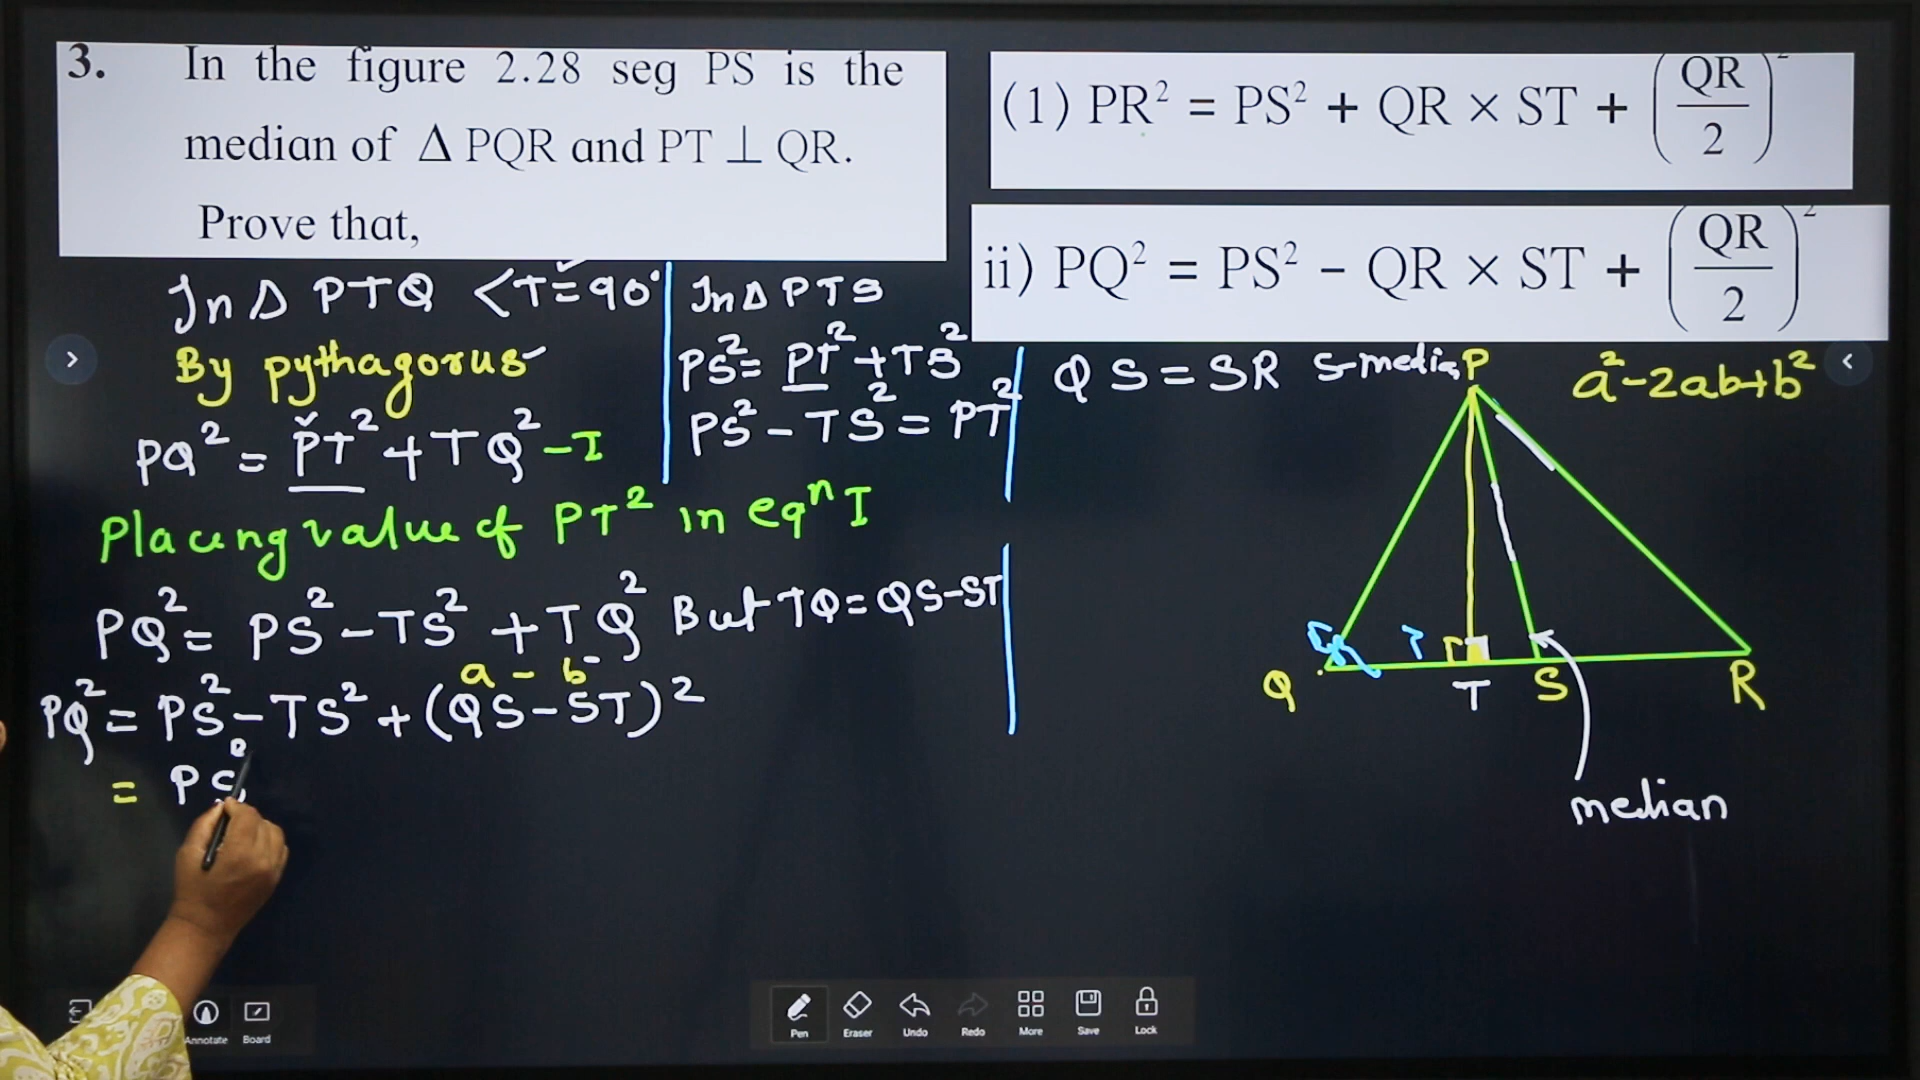 3. In the figure 2.28 seg PS is the
median of Δ PQR and PT ⊥ QR.
Prove that,
(1) PR² = PS² + QR × ST + (QR/2)²
ii) PQ² = PS² - QR × ST + (QR/2)²
In Δ PTQ <T=90°
By pythagorus
PQ² = PT² + TQ² - I
In Δ PTS
PS² = PT² + TS²
PS² - TS² = PT²
QS = SR S-median
a² - 2ab + b²
Placing value of PT² in eqⁿ I
PQ² = PS² - TS² + TQ² But TQ = QS-ST
a - b
PQ² = PS² - TS² + (QS - ST)²
= PS
P
Q T S R
median
Annotate Board Pen Eraser Undo Redo More Save Lock